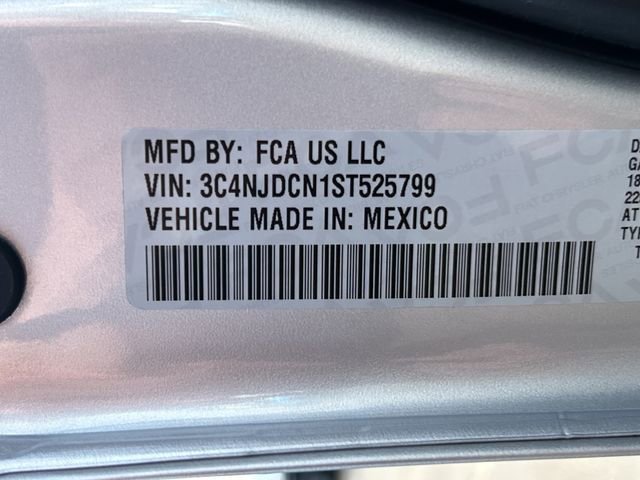 MFD BY: FCA US LLC
VIN: 3C4NJDCN1ST525799
VEHICLE MADE IN: MEXICO